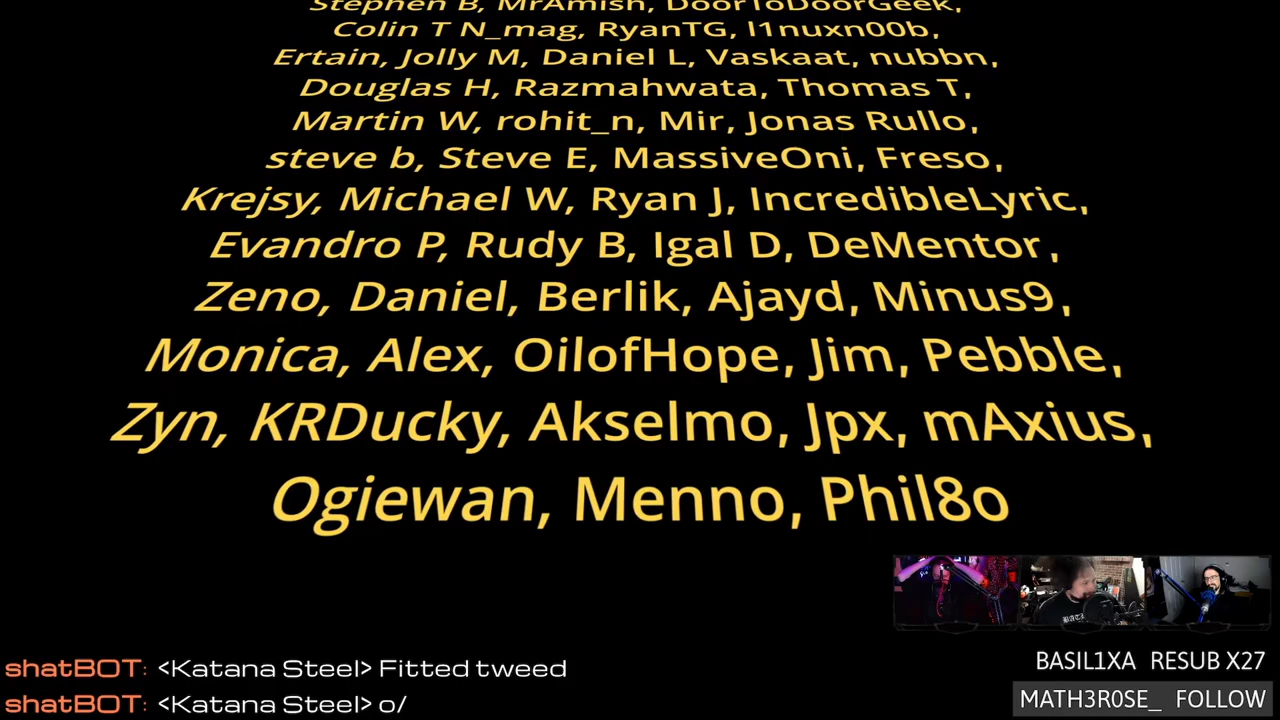 Stephen B, MrAmish, DoorToDoorGeek,
Colin T N_mag, RyanTG, l1nuxn00b,
Ertain, Jolly M, Daniel L, Vaskaat, nubbn,
Douglas H, Razmahwata, Thomas T,
Martin W, rohit_n, Mir, Jonas Rullo,
steve b, Steve E, MassiveOni, Freso,
Krejsy, Michael W, Ryan J, IncredibleLyric,
Evandro P, Rudy B, Igal D, DeMentor,
Zeno, Daniel, Berlik, Ajayd, Minus9,
Monica, Alex, OilofHope, Jim, Pebble,
Zyn, KRDucky, Akselmo, Jpx, mAxius,
Ogiewan, Menno, Phil8o
shatBOT: <Katana Steel> Fitted tweed
shatBOT: <Katana Steel> o/
BASIL1XA RESUB X27
MATH3R0SE_ FOLLOW